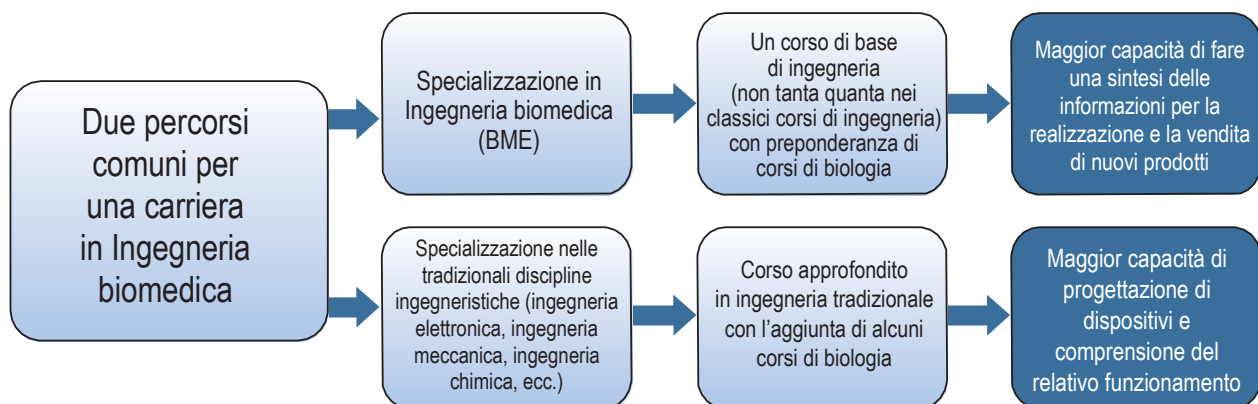 Due percorsi
comuni per
una carriera
in Ingegneria
biomedica
Specializzazione in
Ingegneria biomedica
(BME)
Un corso di base
di ingegneria
(non tanta quanta nei
classici corsi di ingegneria)
con preponderanza di
corsi di biologia
Maggior capacità di fare
una sintesi delle
informazioni per la
realizzazione e la vendita
di nuovi prodotti
Specializzazione nelle
tradizionali discipline
ingegneristiche (ingegneria
elettronica, ingegneria
meccanica, ingegneria
chimica, ecc.)
Corso approfondito
in ingegneria tradizionale
con l’aggiunta di alcuni
corsi di biologia
Maggior capacità di
progettazione di
dispositivi e
comprensione del
relativo funzionamento